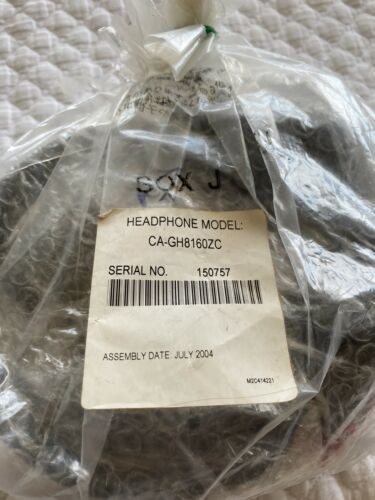 SOX J
HEADPHONE MODEL:
CA-GH8160ZC
SERIAL NO. 150757
ASSEMBLY DATE: JULY 2004
M2C414221